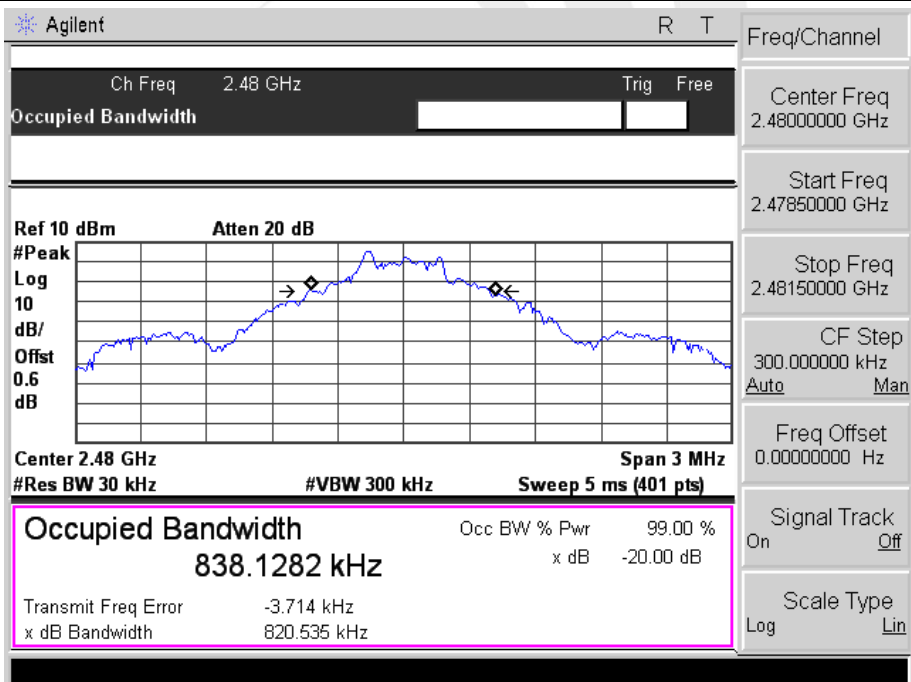 Agilent R T
Ch Freq 2.48 GHz Trig Free
Occupied Bandwidth
Ref 10 dBm Atten 20 dB
#Peak
Log
10
dB/
Offst
0.6
dB
Center 2.48 GHz Span 3 MHz
#Res BW 30 kHz #VBW 300 kHz Sweep 5 ms (401 pts)
Occupied Bandwidth Occ BW % Pwr 99.00 %
838.1282 kHz x dB -20.00 dB
Transmit Freq Error -3.714 kHz
x dB Bandwidth 820.535 kHz
Freq/Channel
Center Freq
2.48000000 GHz
Start Freq
2.47850000 GHz
Stop Freq
2.48150000 GHz
CF Step
300.000000 kHz
Auto Man
Freq Offset
0.00000000 Hz
Signal Track
On Off
Scale Type
Log Lin